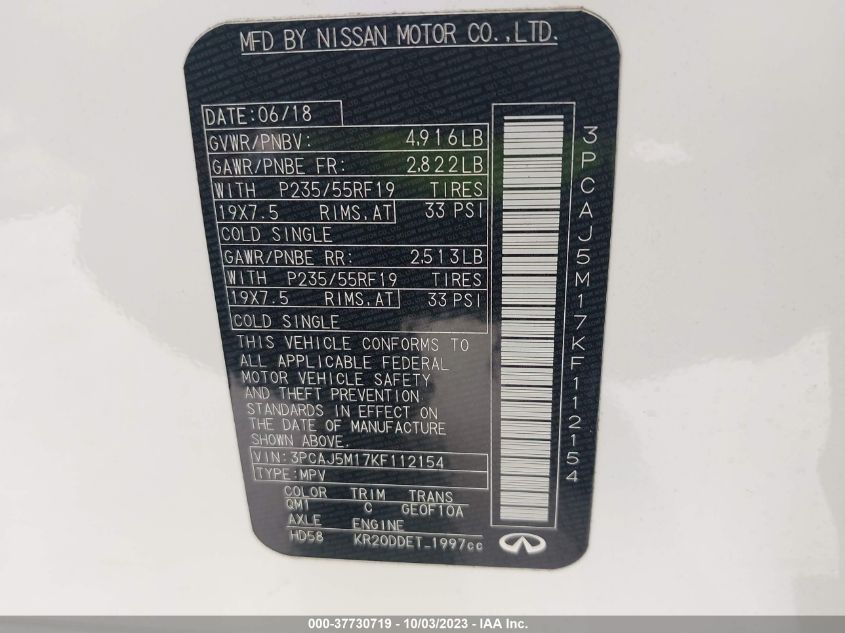 MFD BY NISSAN MOTOR CO.,LTD.
DATE:06/18
GVWR/PNBV: 4,916LB
GAWR/PNBE FR: 2,822LB
WITH P235/55RF19 TIRES
19X7.5 RIMS,AT 33 PSI
COLD SINGLE
GAWR/PNBE RR: 2,513LB
WITH P235/55RF19 TIRES
19X7.5 RIMS,AT 33 PSI
COLD SINGLE
THIS VEHICLE CONFORMS TO
ALL APPLICABLE FEDERAL
MOTOR VEHICLE SAFETY
AND THEFT PREVENTION
STANDARDS IN EFFECT ON
THE DATE OF MANUFACTURE
SHOWN ABOVE.
VIN:3PCAJ5M17KF112154
TYPE:MPV
COLOR TRIM TRANS
QM1 C GE0F10A
AXLE ENGINE
HD58 KR20DDET_1997cc
3PCAJ5M17KF112154
000-37730719 - 10/03/2023 - IAA Inc.